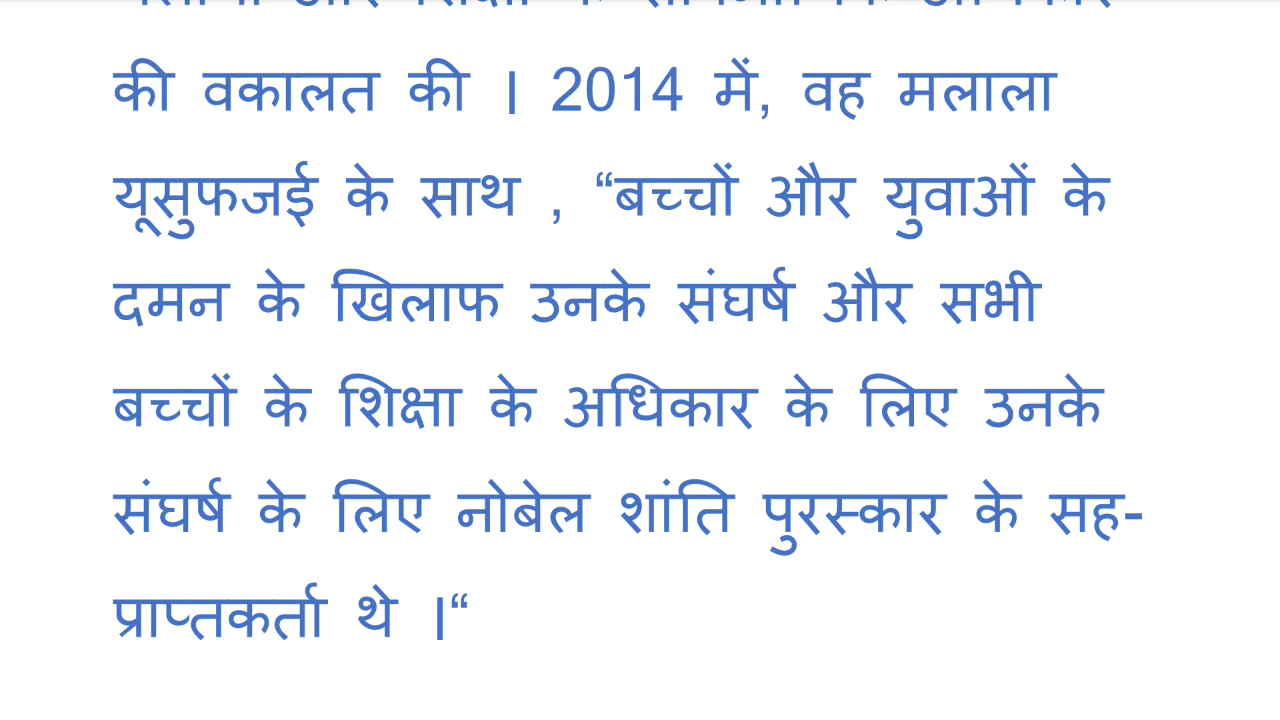 की वकालत की । 2014 में, वह मलाला
यूसुफजई के साथ , “बच्चों और युवाओं के
दमन के खिलाफ उनके संघर्ष और सभी
बच्चों के शिक्षा के अधिकार के लिए उनके
संघर्ष के लिए नोबेल शांति पुरस्कार के सह-
प्राप्तकर्ता थे ।“